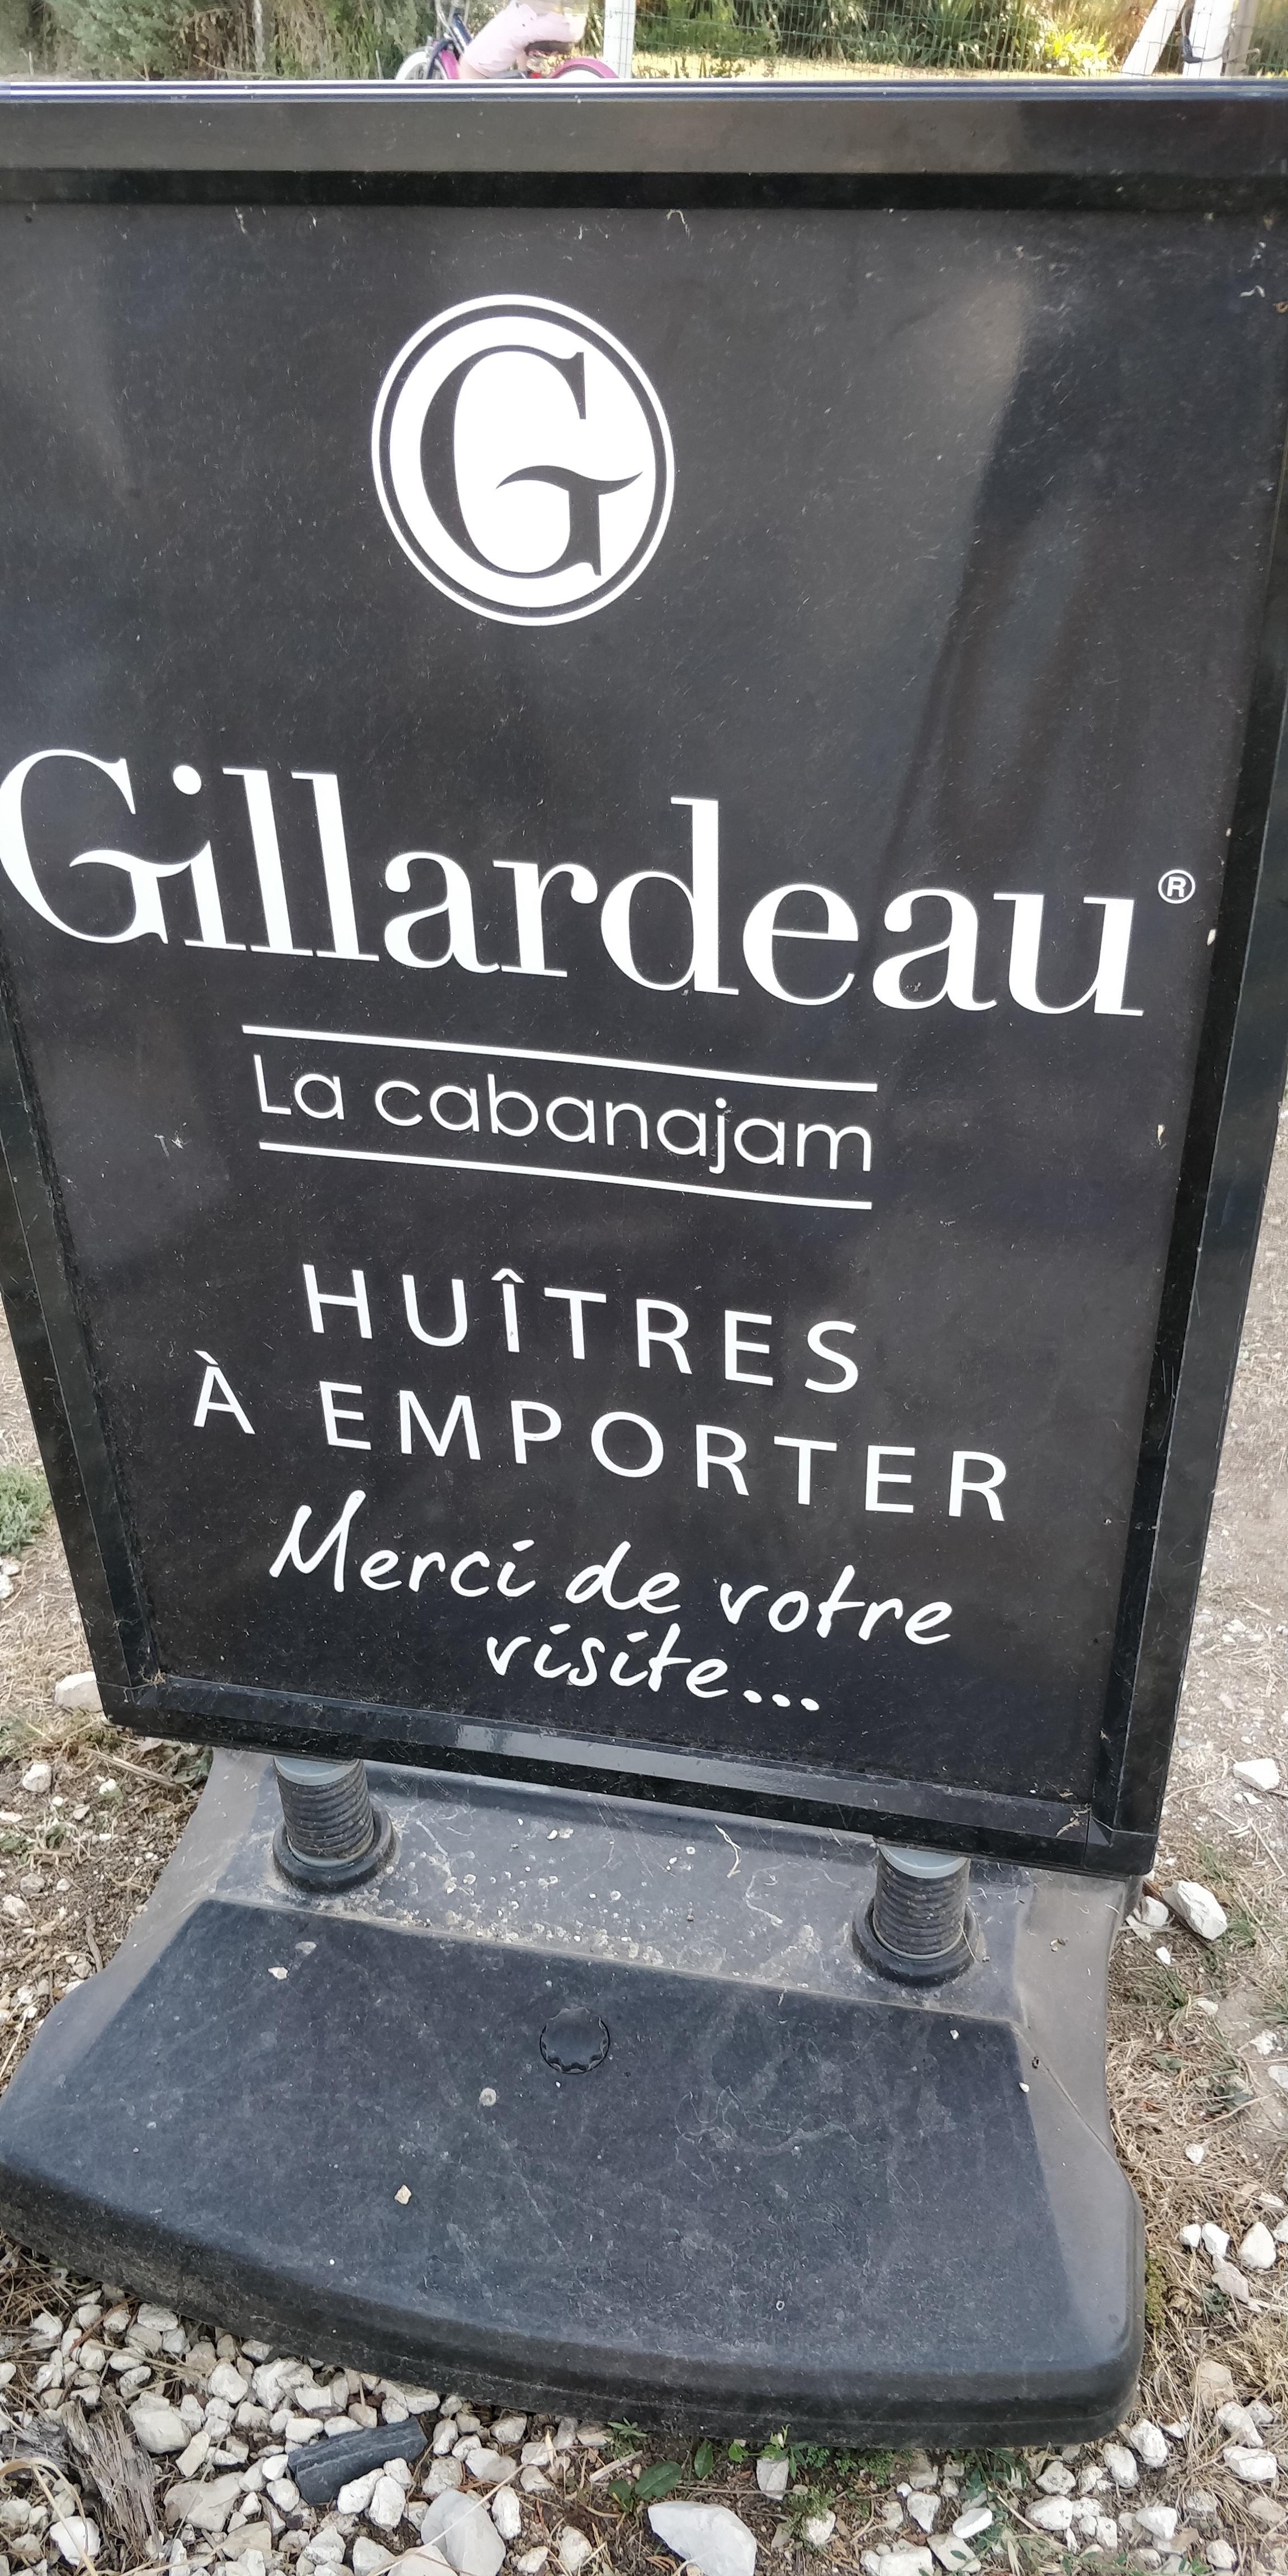 G
Gillardeau®
La cabanajam
HUÎTRES
À EMPORTER
Merci de votre
visite...